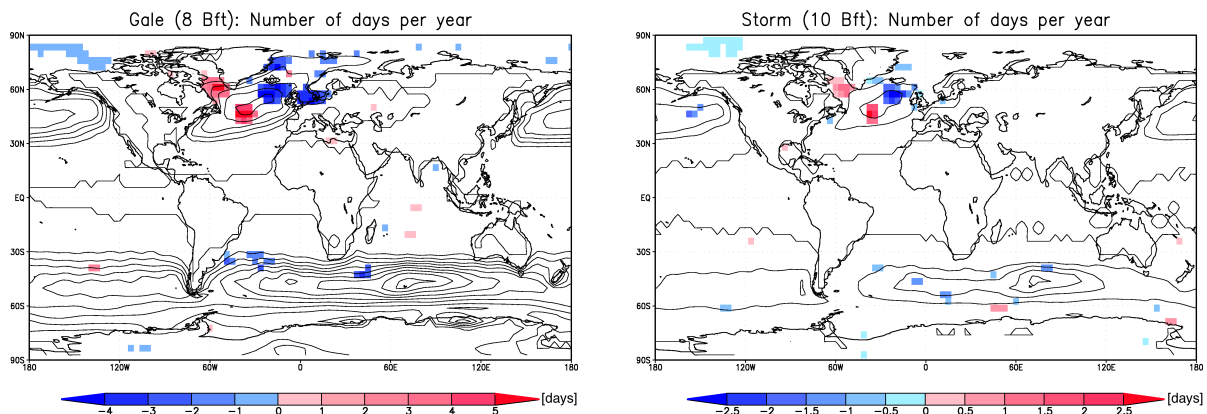 Gale (8 Bft): Number of days per year
90N
60N
30N
EQ
30S
60S
90S
180 120W 60W 0 60E 120E 180
−4 −3 −2 −1 0 1 2 3 4 5 [days]
Storm (10 Bft): Number of days per year
90N
60N
30N
EQ
30S
60S
90S
180 120W 60W 0 60E 120E 180
−2.5 −2 −1.5 −1 −0.5 0 0.5 1 1.5 2 2.5 [days]